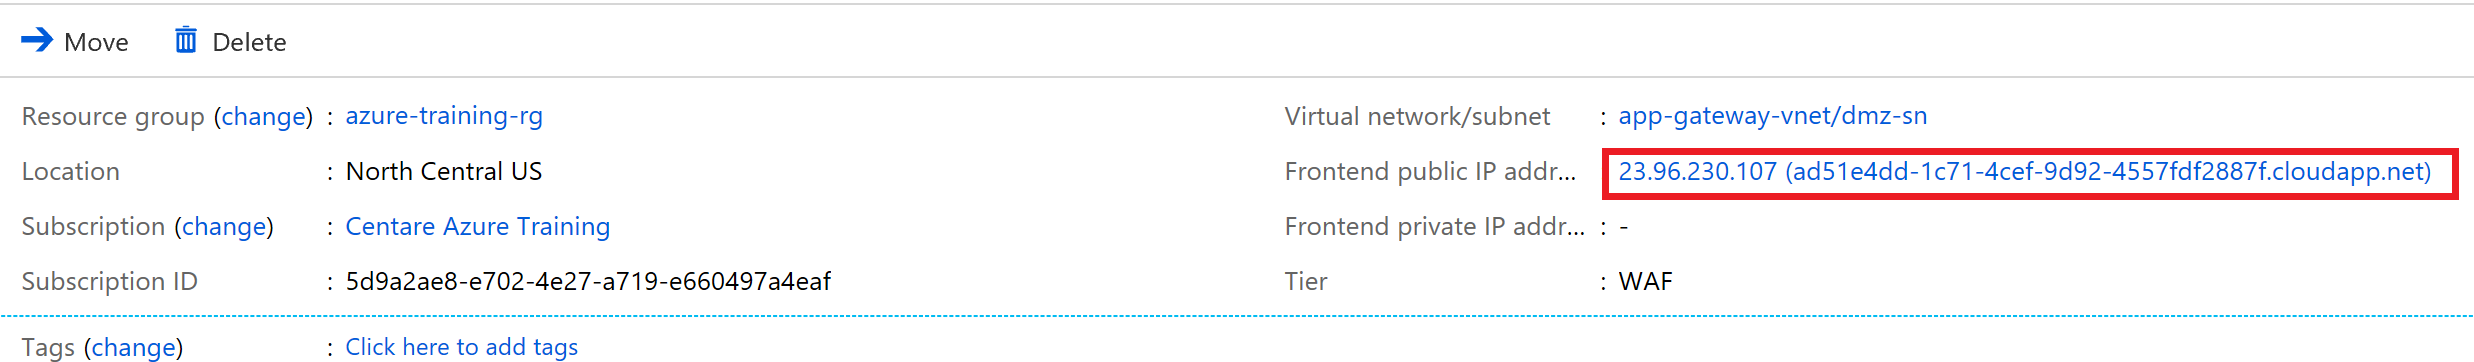 Move Delete
Resource group (change) : azure-training-rg
Location : North Central US
Subscription (change) : Centare Azure Training
Subscription ID : 5d9a2ae8-e702-4e27-a719-e660497a4eaf
Virtual network/subnet : app-gateway-vnet/dmz-sn
Frontend public IP addr... 23.96.230.107 (ad51e4dd-1c71-4cef-9d92-4557fdf2887f.cloudapp.net)
Frontend private IP addr... : -
Tier : WAF
Tags (change) : Click here to add tags